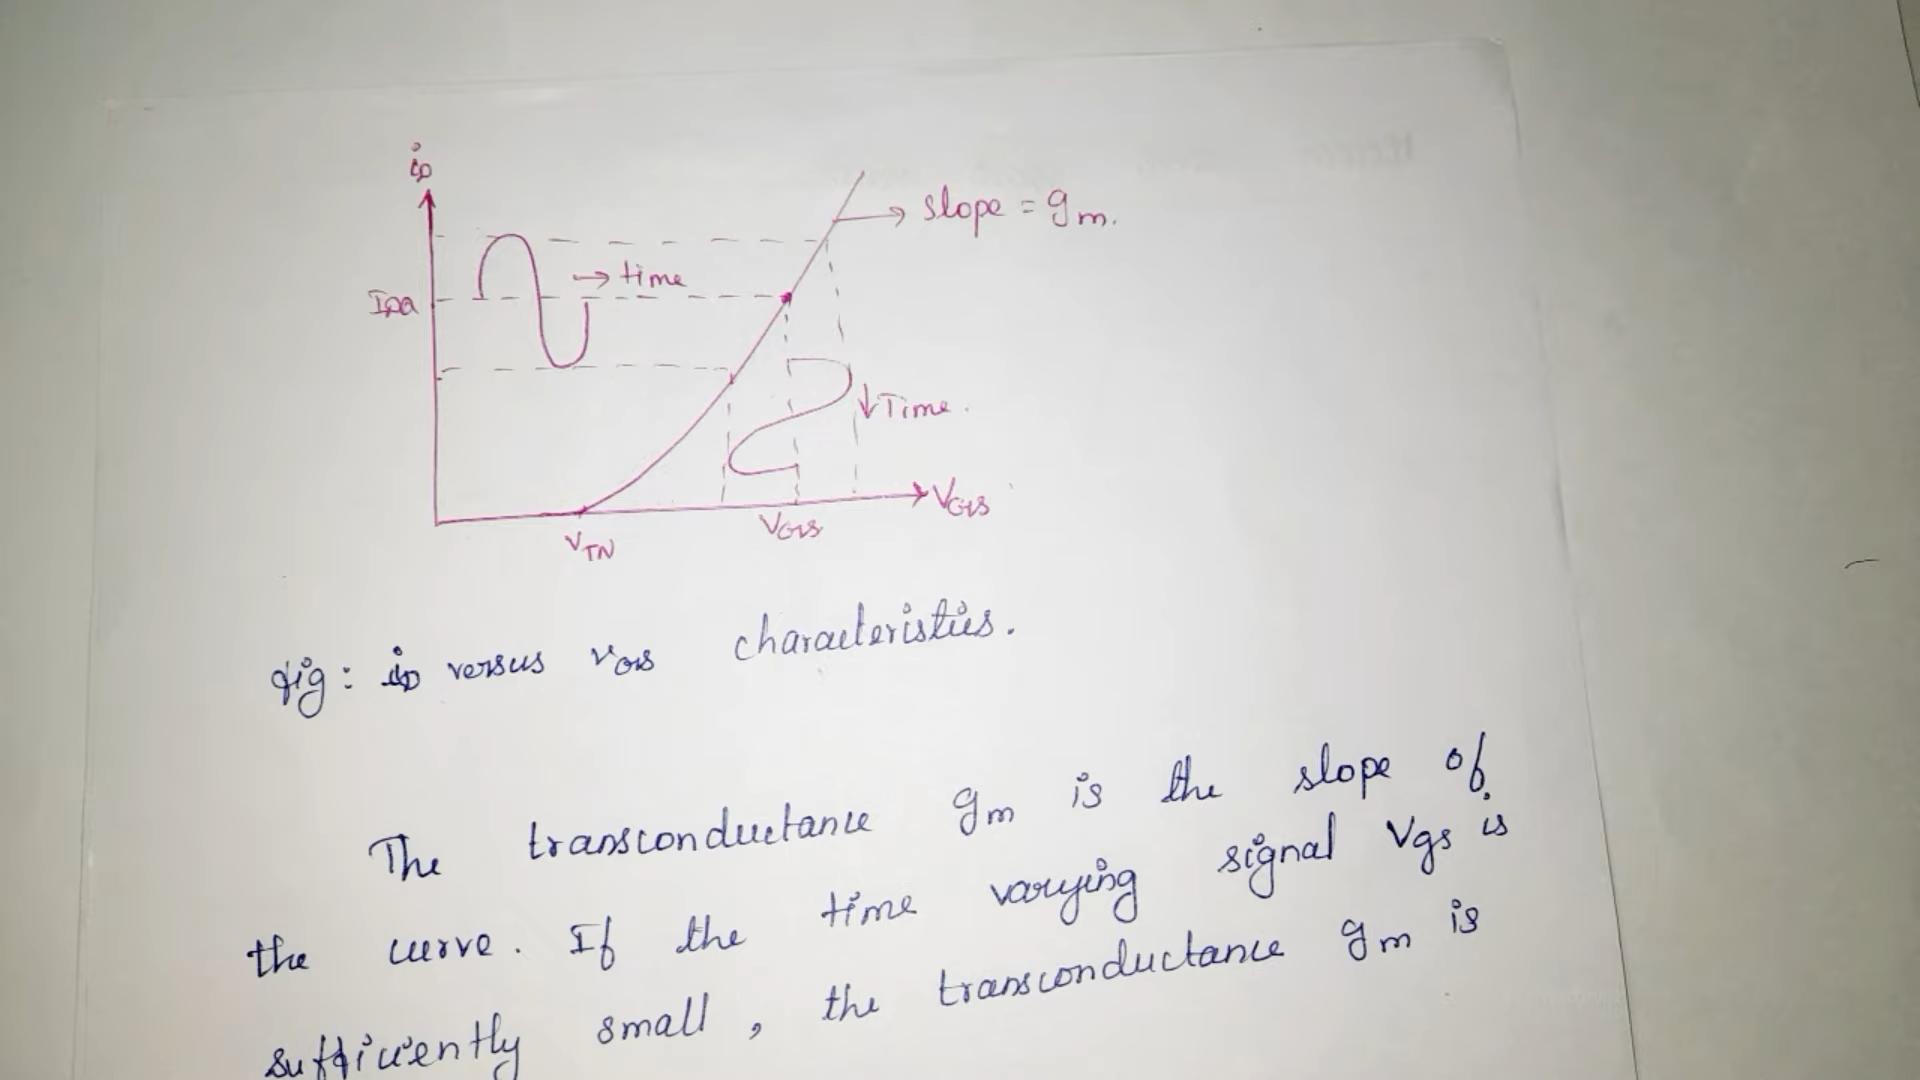 iD
slope = gm.
→ time
IDQ
↓ Time.
VGS
VGS
VTN
fig: iD versus vGS characteristics.
The transconductance gm is the slope of
the curve. If the time varying signal Vgs is
sufficiently small, the transconductance gm is